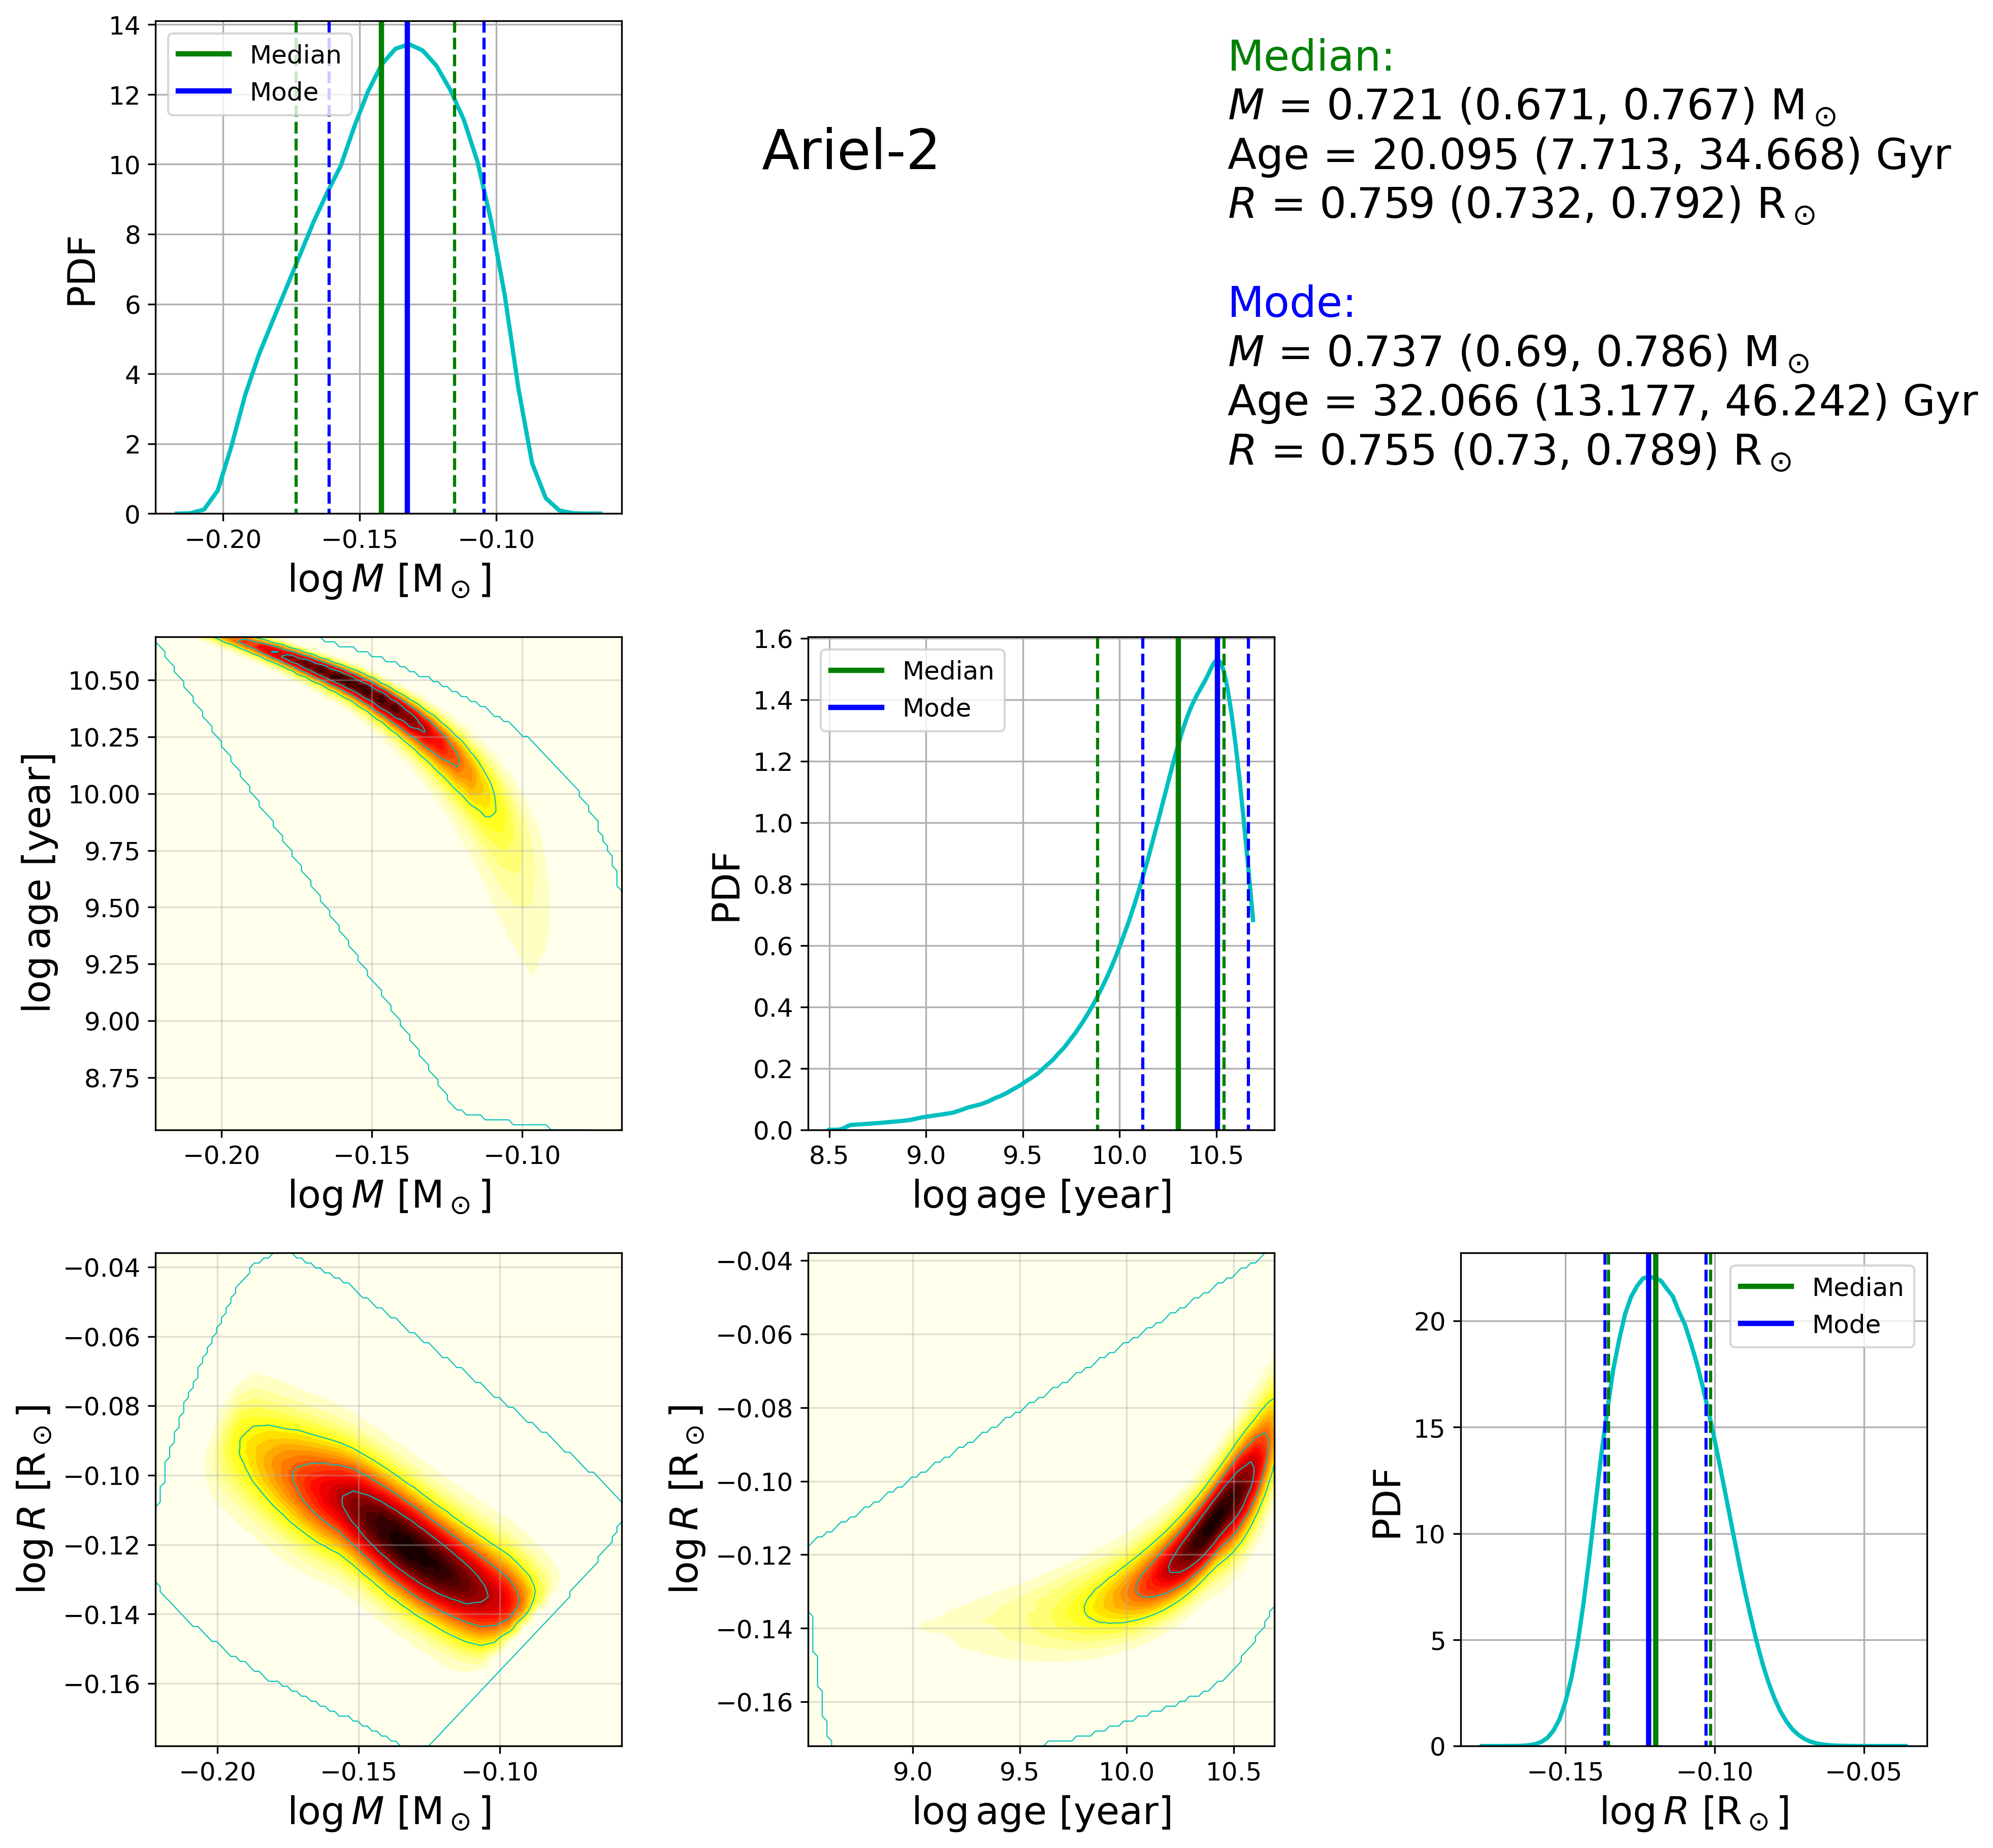 14
12
10
8
6
4
2
0
PDF
Median
Mode
−0.20
−0.15
−0.10
log M [M⊙]
Ariel-2
Median:
M = 0.721 (0.671, 0.767) M⊙
Age = 20.095 (7.713, 34.668) Gyr
R = 0.759 (0.732, 0.792) R⊙
Mode:
M = 0.737 (0.69, 0.786) M⊙
Age = 32.066 (13.177, 46.242) Gyr
R = 0.755 (0.73, 0.789) R⊙
10.50
10.25
10.00
9.75
9.50
9.25
9.00
8.75
log age [year]
−0.20
−0.15
−0.10
log M [M⊙]
1.6
1.4
1.2
1.0
0.8
0.6
0.4
0.2
0.0
PDF
Median
Mode
8.5
9.0
9.5
10.0
10.5
log age [year]
−0.04
−0.06
−0.08
−0.10
−0.12
−0.14
−0.16
log R [R⊙]
−0.20
−0.15
−0.10
log M [M⊙]
−0.04
−0.06
−0.08
−0.10
−0.12
−0.14
−0.16
log R [R⊙]
9.0
9.5
10.0
10.5
log age [year]
20
15
10
5
0
PDF
Median
Mode
−0.15
−0.10
−0.05
log R [R⊙]